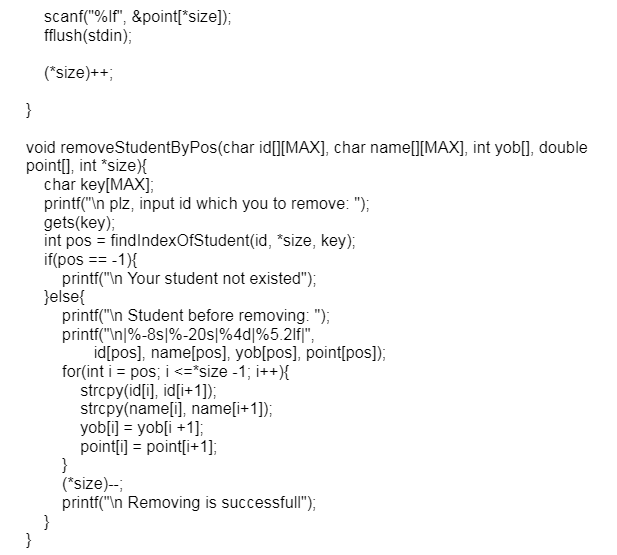 scanf("%lf", &point[*size]);
fflush(stdin);
(*size)++;
}
void removeStudentByPos(char id[][MAX], char name[][MAX], int yob[], double
point[], int *size){
char key[MAX];
printf("\n plz, input id which you to remove: ");
gets(key);
int pos = findIndexOfStudent(id, *size, key);
if(pos == -1){
printf("\n Your student not existed");
}else{
printf("\n Student before removing: ");
printf("\n|%-8s|%-20s|%4d|%5.2lf|",
id[pos], name[pos], yob[pos], point[pos]);
for(int i = pos; i <=*size -1; i++){
strcpy(id[i], id[i+1]);
strcpy(name[i], name[i+1]);
yob[i] = yob[i +1];
point[i] = point[i+1];
}
(*size)--;
printf("\n Removing is successfull");
}
}